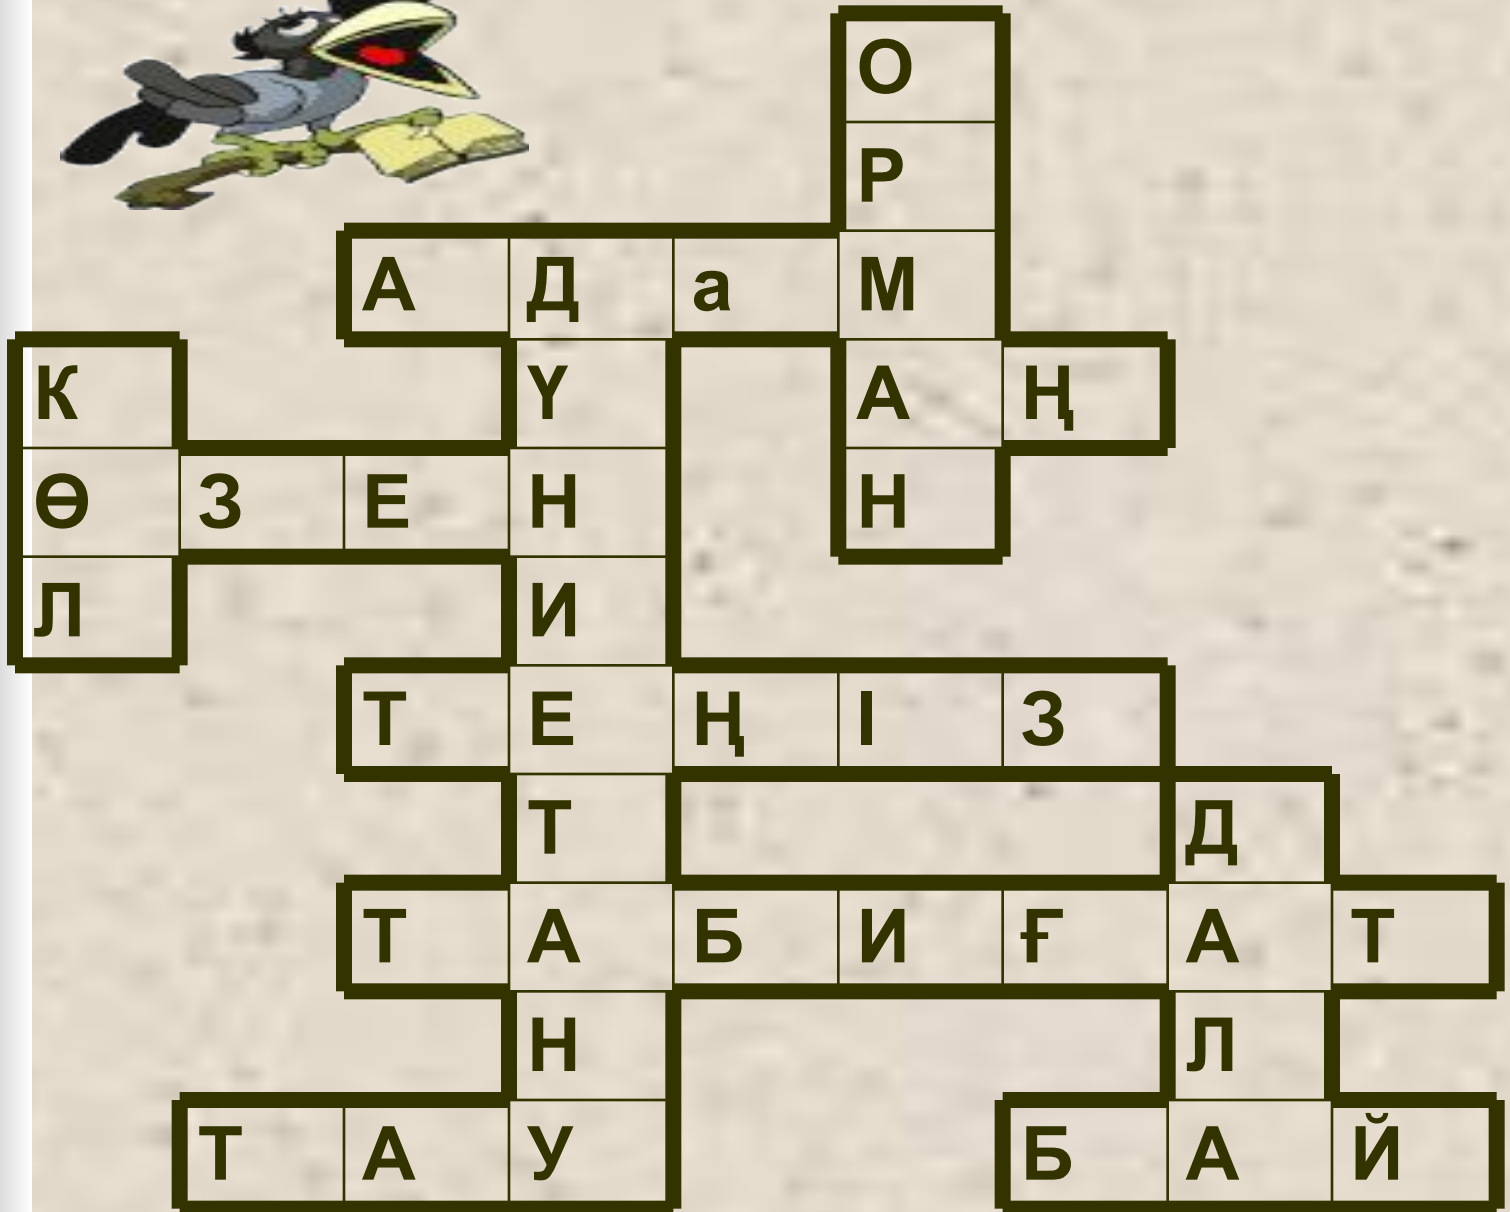 О
Р
А Д а М
К Ү А Ң
Ө З Е Н Н
Л И
Т Е Ң І З
Т Д
Т А Б И Ғ А Т
Н Л
Т А У Б А Й